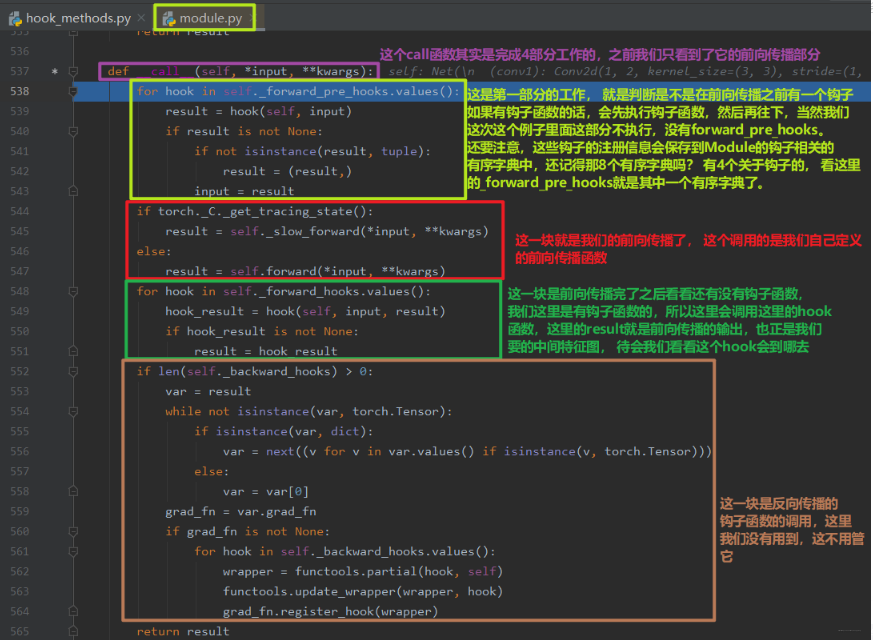 hook_methods.py × module.py ×
535 return result
536
这个call函数其实是完成4部分工作的，之前我们只看到了它的前向传播部分
537 * def __call__(self, *input, **kwargs): self: Net(\n (conv1): Conv2d(1, 2, kernel_size=(3, 3), stride=(1,
538 for hook in self._forward_pre_hooks.values():
539 result = hook(self, input)
540 if result is not None:
541 if not isinstance(result, tuple):
542 result = (result,)
543 input = result
这是第一部分的工作， 就是判断是不是在前向传播之前有一个钩子
如果有钩子函数的话，会先执行钩子函数，然后再往下，当然我们
这次这个例子里面这部分不执行，没有forward_pre_hooks。
还要注意，这些钩子的注册信息会保存到Module的钩子相关的
有序字典中，还记得那8个有序字典吗？ 有4个关于钩子的， 看这里
的_forward_pre_hooks就是其中一个有序字典了。
544 if torch._C._get_tracing_state():
545 result = self._slow_forward(*input, **kwargs)
546 else:
547 result = self.forward(*input, **kwargs)
这一块就是我们的前向传播了， 这个调用的是我们自己定义
的前向传播函数
548 for hook in self._forward_hooks.values():
549 hook_result = hook(self, input, result)
550 if hook_result is not None:
551 result = hook_result
这一块是前向传播完了之后看看还有没有钩子函数，
我们这里是有钩子函数的，所以这里会调用这里的hook
函数，这里的result就是前向传播的输出，也正是我们
要的中间特征图， 待会我们看看这个hook会到哪去
552 if len(self._backward_hooks) > 0:
553 var = result
554 while not isinstance(var, torch.Tensor):
555 if isinstance(var, dict):
556 var = next((v for v in var.values() if isinstance(v, torch.Tensor)))
557 else:
558 var = var[0]
559 grad_fn = var.grad_fn
560 if grad_fn is not None:
561 for hook in self._backward_hooks.values():
562 wrapper = functools.partial(hook, self)
563 functools.update_wrapper(wrapper, hook)
564 grad_fn.register_hook(wrapper)
这一块是反向传播的
钩子函数的调用，这里
我们没有用到，这不用管
它
565 return result